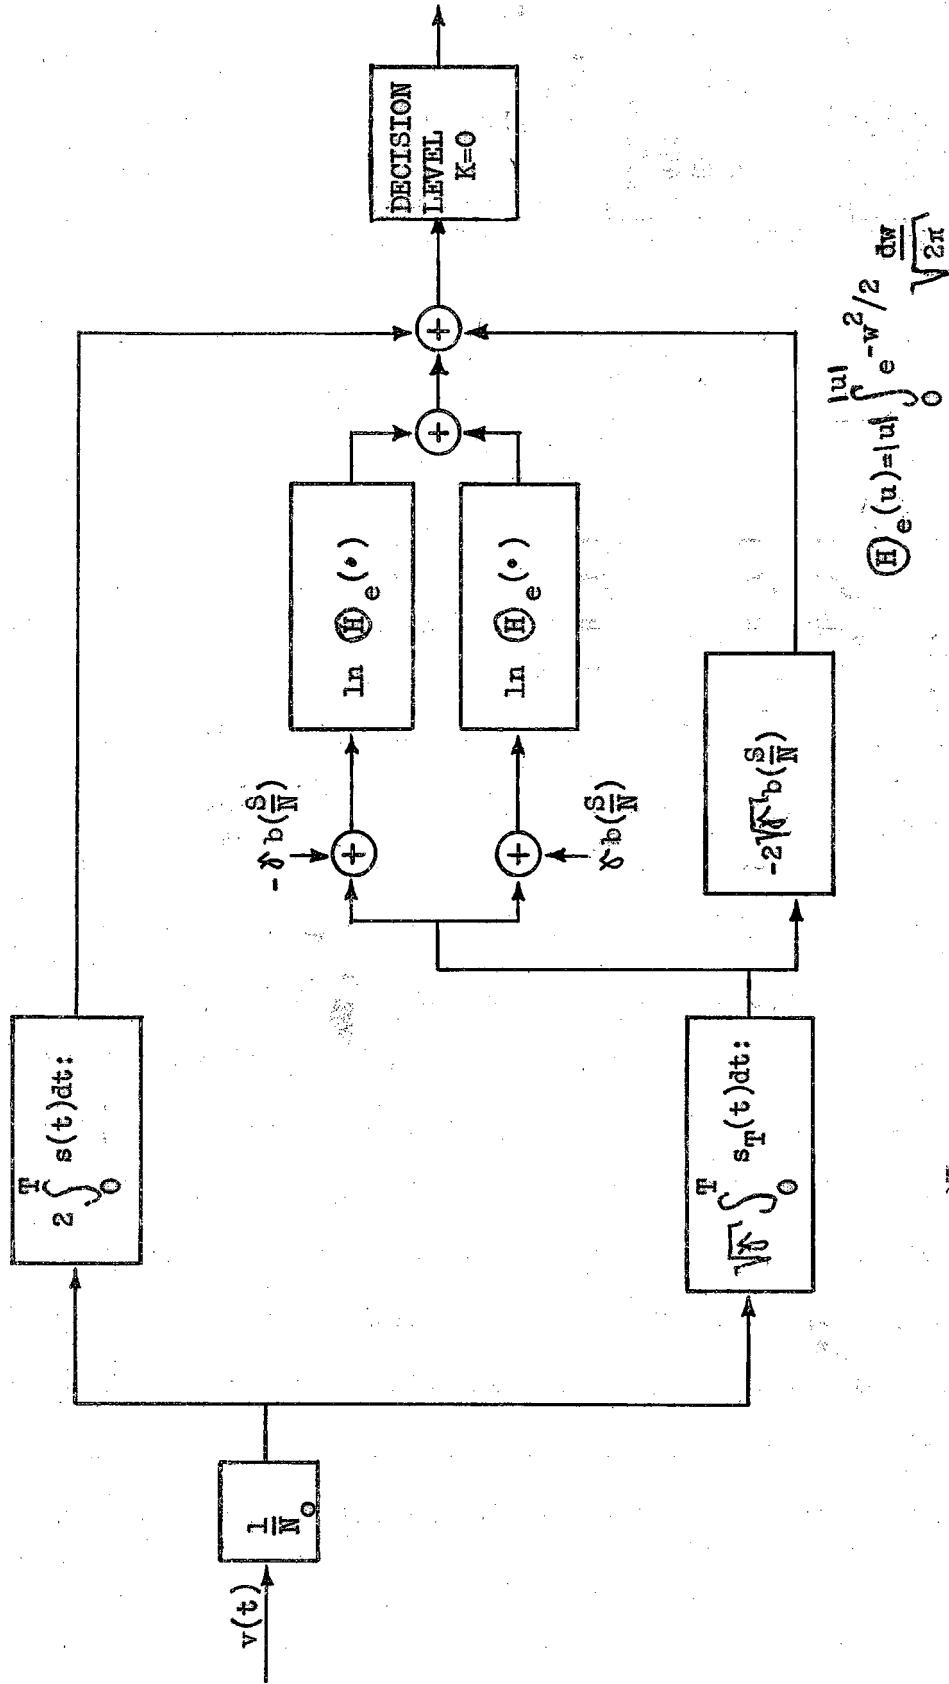 v(t)
1/N₀
2 ∫₀ᵀ s(t)dt:
√γ ∫₀ᵀ s_T(t)dt:
-γb(S/N)
γb(S/N)
ln Ⓗₑ(•)
ln Ⓗₑ(•)
-2√γ b(S/N)
DECISION
LEVEL
K=0
Ⓗₑ(u)=|u| ∫₀^|u| e^-w²/2 dw/√2π